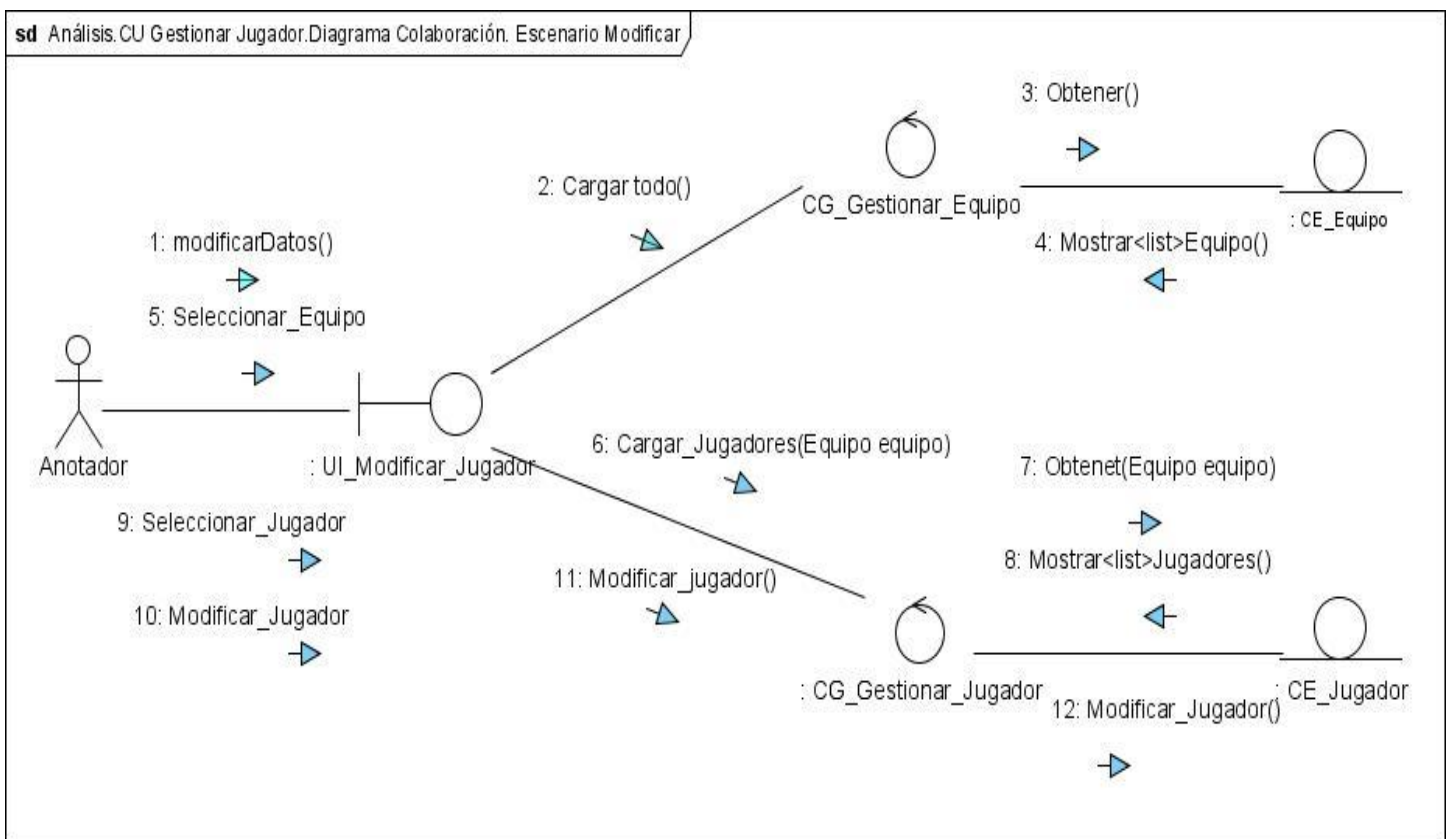 sd Análisis.CU Gestionar Jugador.Diagrama Colaboración. Escenario Modificar
3: Obtener()
2: Cargar todo()
CG_Gestionar_Equipo
: CE_Equipo
1: modificarDatos()
4: Mostrar<list>Equipo()
5: Seleccionar_Equipo
6: Cargar_Jugadores(Equipo equipo)
Anotador
: UI_Modificar_Jugador
7: Obtenet(Equipo equipo)
9: Seleccionar_Jugador
8: Mostrar<list>Jugadores()
11: Modificar_jugador()
10: Modificar_Jugador
: CG_Gestionar_Jugador
: CE_Jugador
12: Modificar_Jugador()